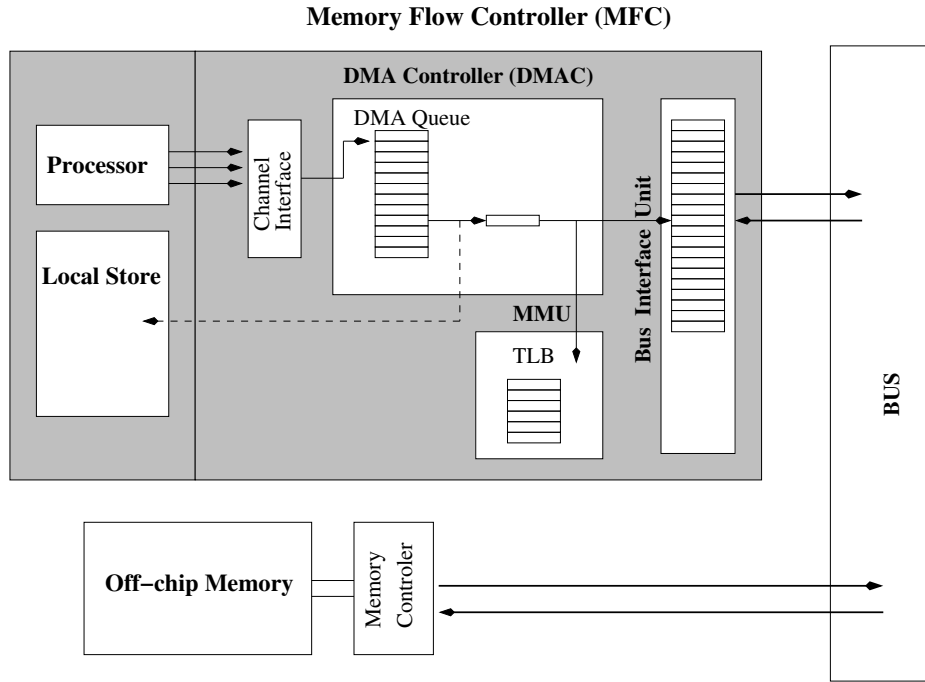 Memory Flow Controller (MFC)
DMA Controller (DMAC)
DMA Queue
Processor
Channel
Interface
Local Store
MMU
TLB
Bus Interface Unit
BUS
Off−chip Memory
Memory
Controler